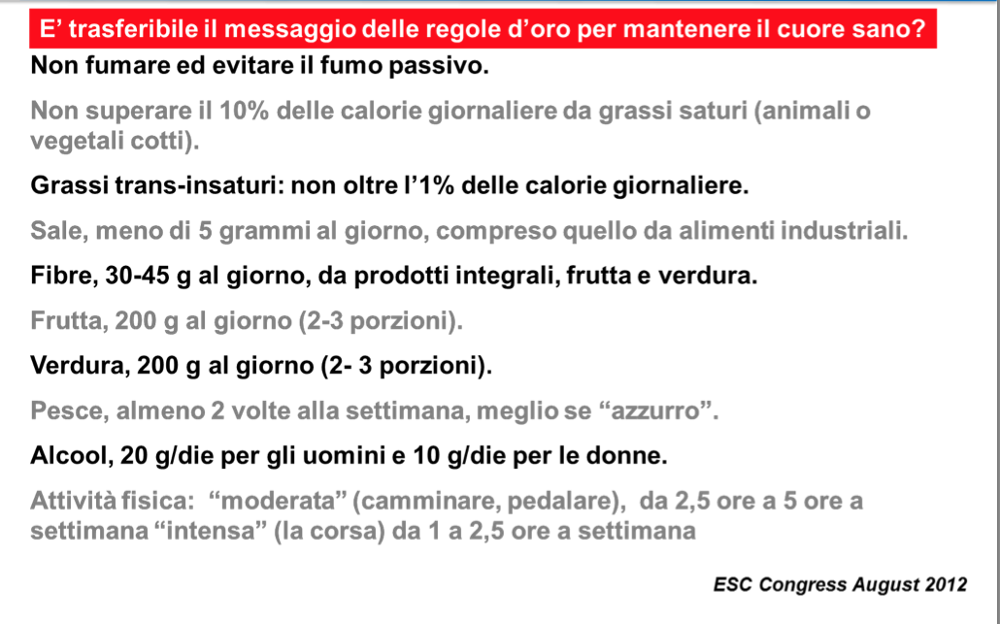 E’ trasferibile il messaggio delle regole d’oro per mantenere il cuore sano?
Non fumare ed evitare il fumo passivo.
Non superare il 10% delle calorie giornaliere da grassi saturi (animali o
vegetali cotti).
Grassi trans-insaturi: non oltre l’1% delle calorie giornaliere.
Sale, meno di 5 grammi al giorno, compreso quello da alimenti industriali.
Fibre, 30-45 g al giorno, da prodotti integrali, frutta e verdura.
Frutta, 200 g al giorno (2-3 porzioni).
Verdura, 200 g al giorno (2- 3 porzioni).
Pesce, almeno 2 volte alla settimana, meglio se “azzurro”.
Alcool, 20 g/die per gli uomini e 10 g/die per le donne.
Attività fisica: “moderata” (camminare, pedalare), da 2,5 ore a 5 ore a
settimana “intensa” (la corsa) da 1 a 2,5 ore a settimana
ESC Congress August 2012